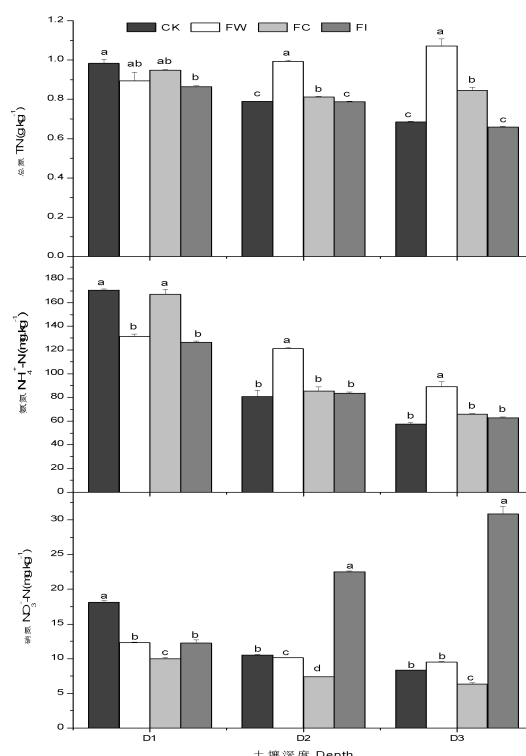 CK FW FC FI
1.2
1.0
0.8
0.6
0.4
0.2
0.0
总氮 TN(g.kg-1)
a ab ab b
c a b c
c a b c
180
160
140
120
100
80
60
40
20
0
氨氮 NH4+-N(mg.kg-1)
a b a b
b a b b
b a b b
30
25
20
15
10
5
0
硝氮 NO3--N(mg.kg-1)
a b c b
b c d a
b b c a
D1 D2 D3
土壤深度 Depth